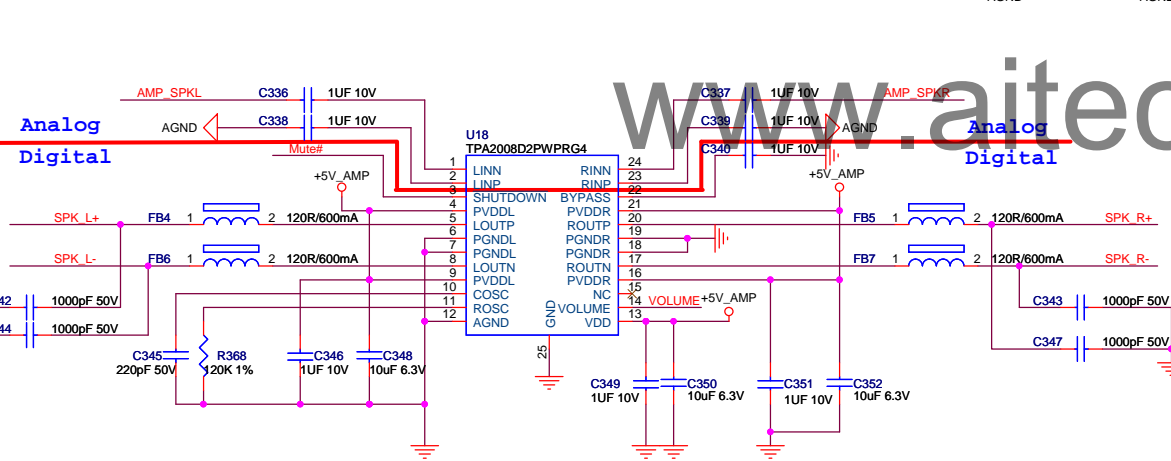 AMP_SPKL C336 1UF 10V C337 1UF 10V AMP_SPKR
www.aitec
Analog AGND C338 1UF 10V C339 1UF 10V AGND Analog
Digital Mute# U18 C340 1UF 10V Digital
TPA2008D2PWPRG4
1 LINN RINN 24
2 LINP RINP 23
+5V_AMP 3 SHUTDOWN BYPASS 22 +5V_AMP
4 PVDDL PVDDR 21
SPK_L+ FB4 1 2 120R/600mA 5 LOUTP ROUTP 20 FB5 1 2 120R/600mA SPK_R+
6 PGNDL PGNDR 19
7 PGNDL PGNDR 18
SPK_L- FB6 1 2 120R/600mA 8 LOUTN ROUTN 17 FB7 1 2 120R/600mA SPK_R-
9 PVDDL PVDDR 16
10 COSC NC 15
42 1000pF 50V 11 ROSC VOLUME 14 VOLUME +5V_AMP C343 1000pF 50V
12 AGND GND VDD 13
44 1000pF 50V C347 1000pF 50V
25
C345 R368 C346 C348
220pF 50V 120K 1% 1UF 10V 10uF 6.3V
C349 C350 C351 C352
1UF 10V 10uF 6.3V 1UF 10V 10uF 6.3V